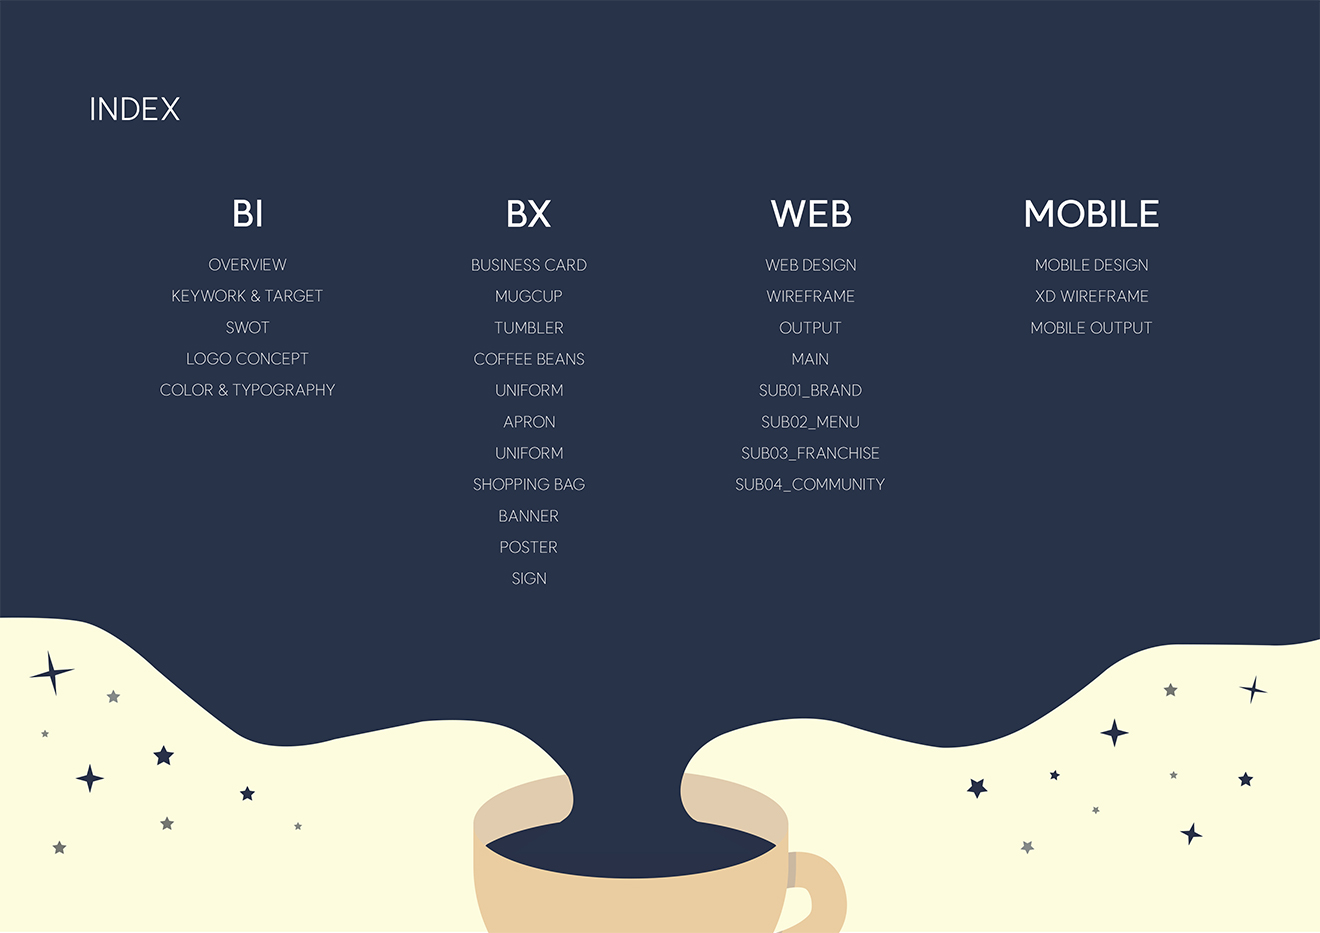 INDEX
BI
OVERVIEW
KEYWORK & TARGET
SWOT
LOGO CONCEPT
COLOR & TYPOGRAPHY
BX
BUSINESS CARD
MUGCUP
TUMBLER
COFFEE BEANS
UNIFORM
APRON
UNIFORM
SHOPPING BAG
BANNER
POSTER
SIGN
WEB
WEB DESIGN
WIREFRAME
OUTPUT
MAIN
SUB01_BRAND
SUB02_MENU
SUB03_FRANCHISE
SUB04_COMMUNITY
MOBILE
MOBILE DESIGN
XD WIREFRAME
MOBILE OUTPUT